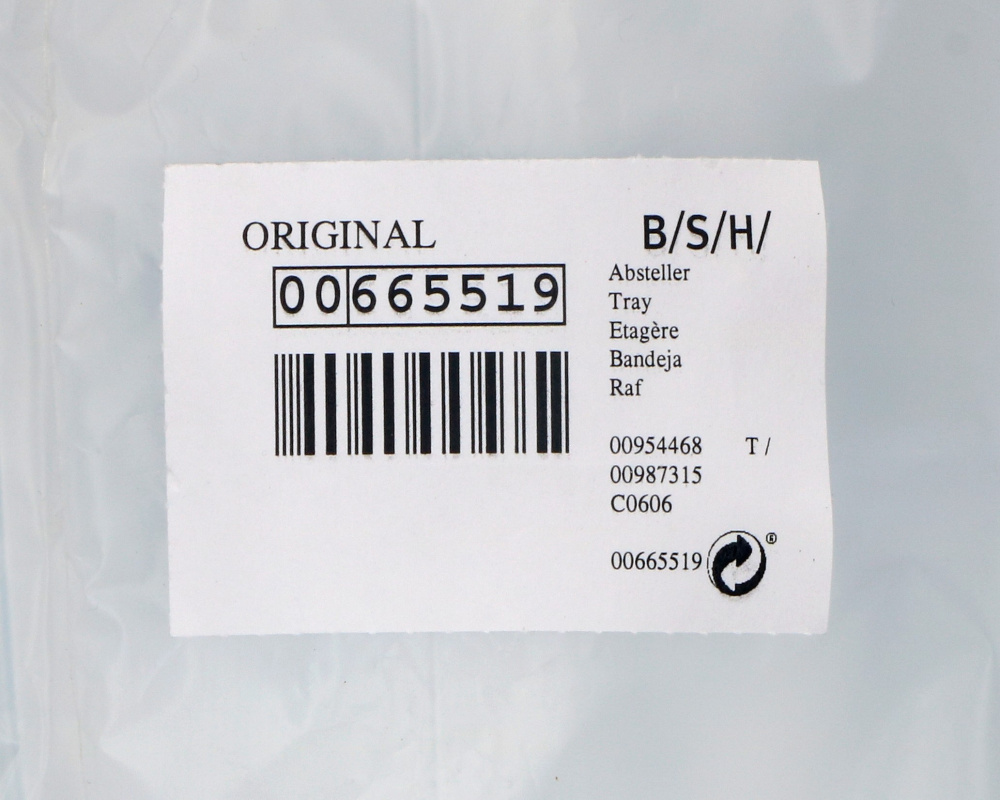 ORIGINAL
00665519
B/S/H/
Absteller
Tray
Etagère
Bandeja
Raf
00954468 T /
00987315
C0606
00665519